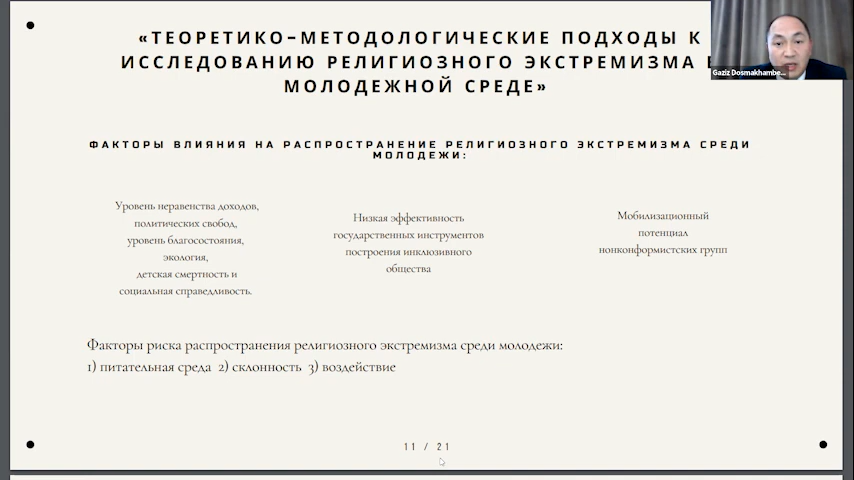 «ТЕОРЕТИКО-МЕТОДОЛОГИЧЕСКИЕ ПОДХОДЫ К
ИССЛЕДОВАНИЮ РЕЛИГИОЗНОГО ЭКСТРЕМИЗМА
МОЛОДЕЖНОЙ СРЕДЕ»
Gaziz Dosmakhambe...
ФАКТОРЫ ВЛИЯНИЯ НА РАСПРОСТРАНЕНИЕ РЕЛИГИОЗНОГО ЭКСТРЕМИЗМА СРЕДИ
МОЛОДЕЖИ:
Уровень неравенства доходов,
политических свобод,
уровень благосостояния,
экология,
детская смертность и
социальная справедливость.
Низкая эффективность
государственных инструментов
построения инклюзивного
общества
Мобилизационный
потенциал
нонконформистских групп
Факторы риска распространения религиозного экстремизма среди молодежи:
1) питательная среда 2) склонность 3) воздействие
11 / 21